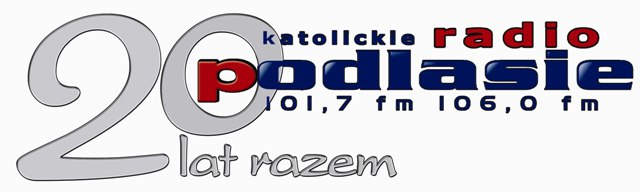 katolickie radio
podlasie
101,7 fm 106,0 fm
20
lat razem